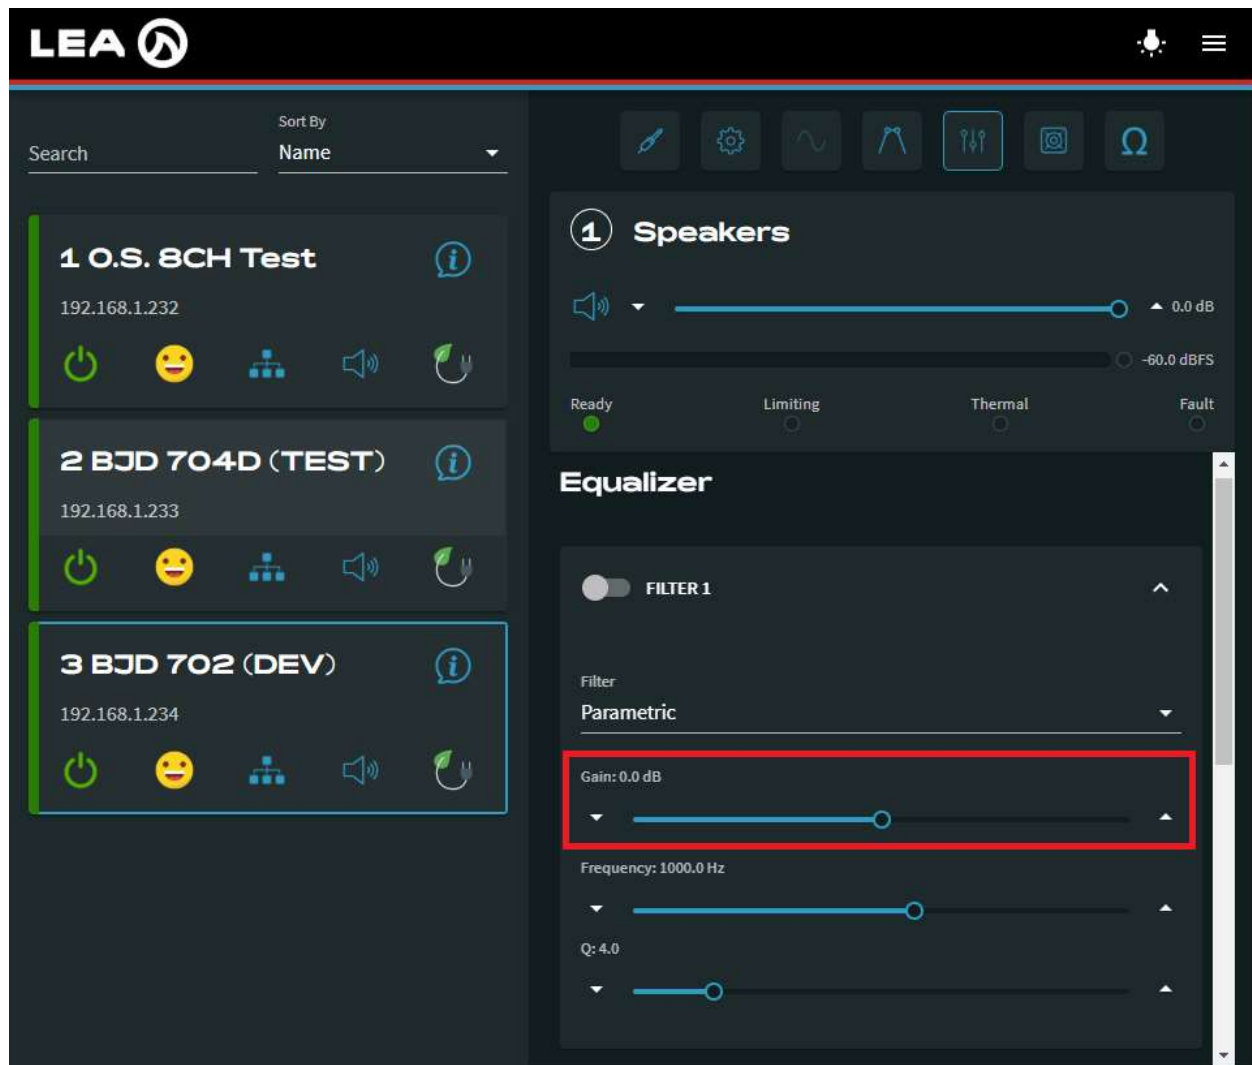 LEA
Search
Sort By
Name
1 O.S. 8CH Test
192.168.1.232
2 BJD 704D (TEST)
192.168.1.233
3 BJD 702 (DEV)
192.168.1.234
Ω
1 Speakers
0.0 dB
-60.0 dBFS
Ready Limiting Thermal Fault
Equalizer
FILTER 1
Filter
Parametric
Gain: 0.0 dB
Frequency: 1000.0 Hz
Q: 4.0